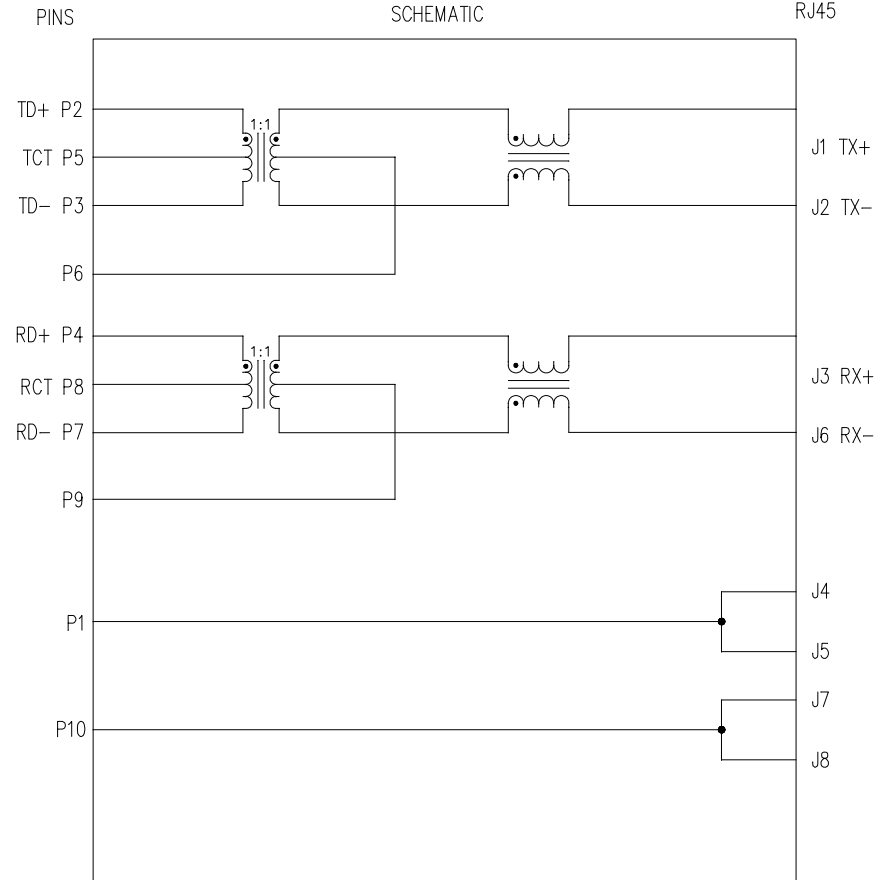 PINS SCHEMATIC RJ45
TD+ P2
1:1
J1 TX+
TCT P5
TD- P3
J2 TX-
P6
RD+ P4
1:1
J3 RX+
RCT P8
RD- P7
J6 RX-
P9
J4
P1
J5
J7
P10
J8